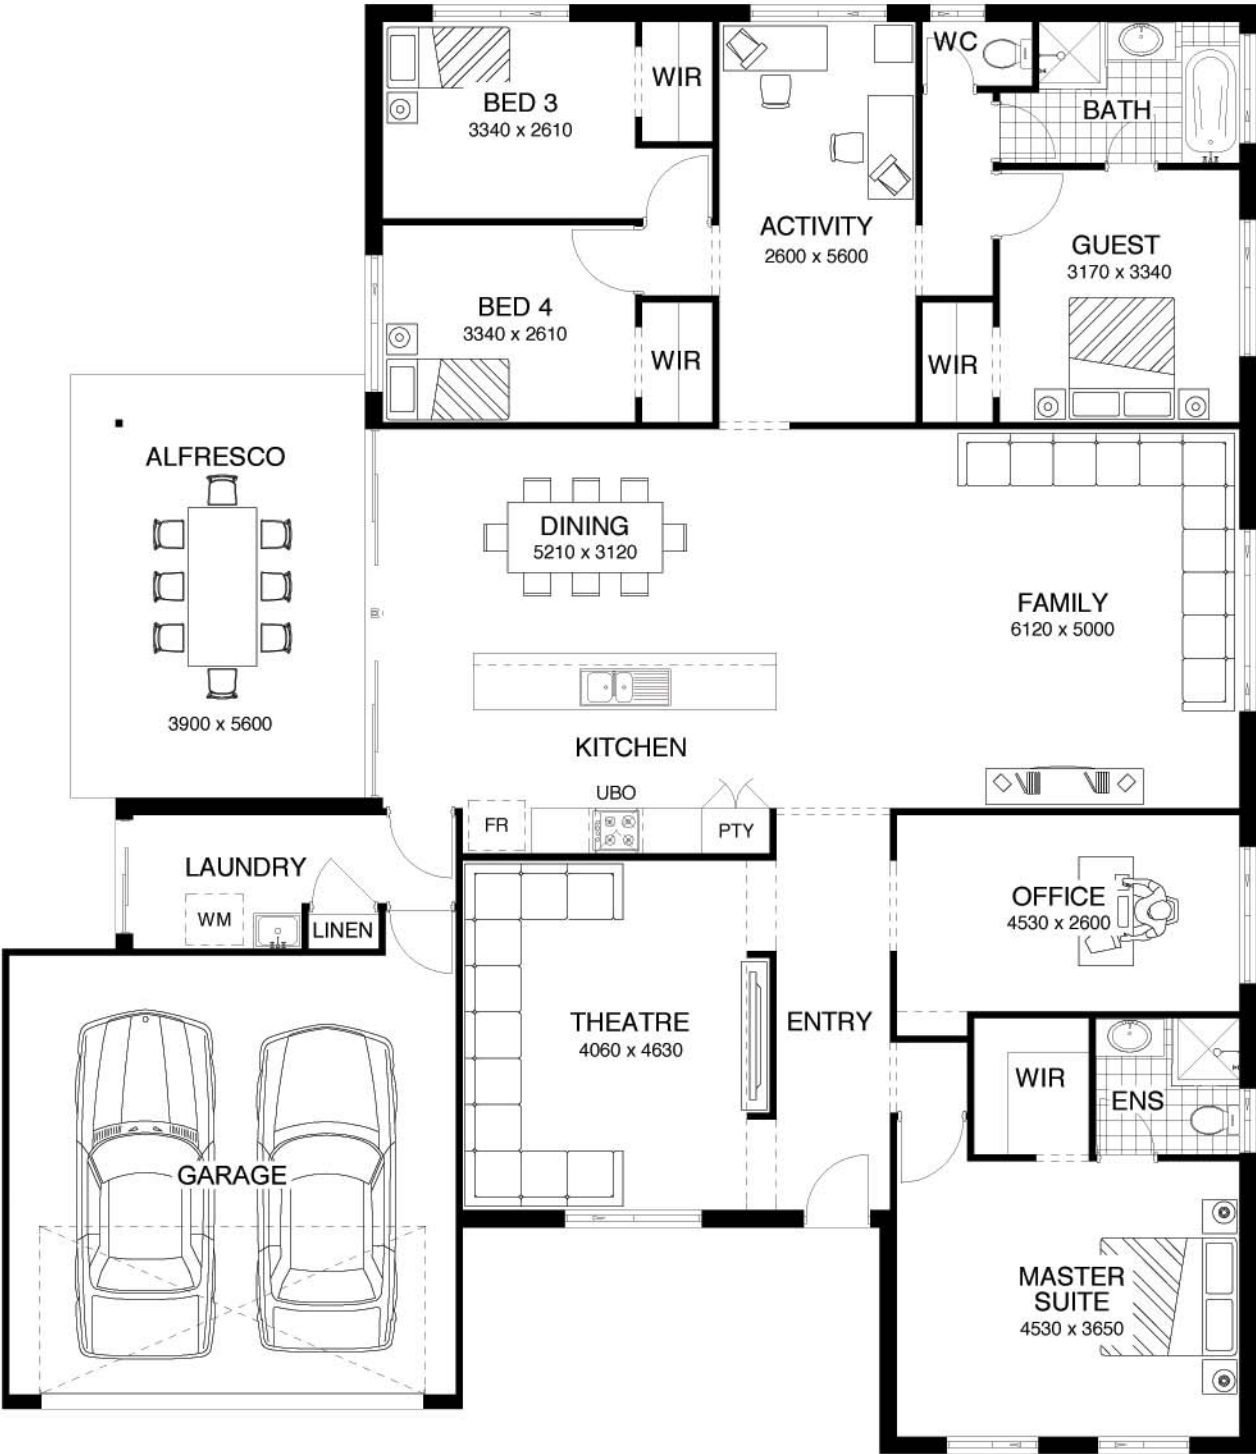 WC
WIR
BED 3
3340 x 2610
BATH
ACTIVITY
2600 x 5600
GUEST
3170 x 3340
BED 4
3340 x 2610
WIR
WIR
ALFRESCO
3900 x 5600
DINING
5210 x 3120
FAMILY
6120 x 5000
KITCHEN
UBO
FR
PTY
LAUNDRY
WM
LINEN
OFFICE
4530 x 2600
THEATRE
4060 x 4630
ENTRY
WIR
ENS
GARAGE
MASTER
SUITE
4530 x 3650